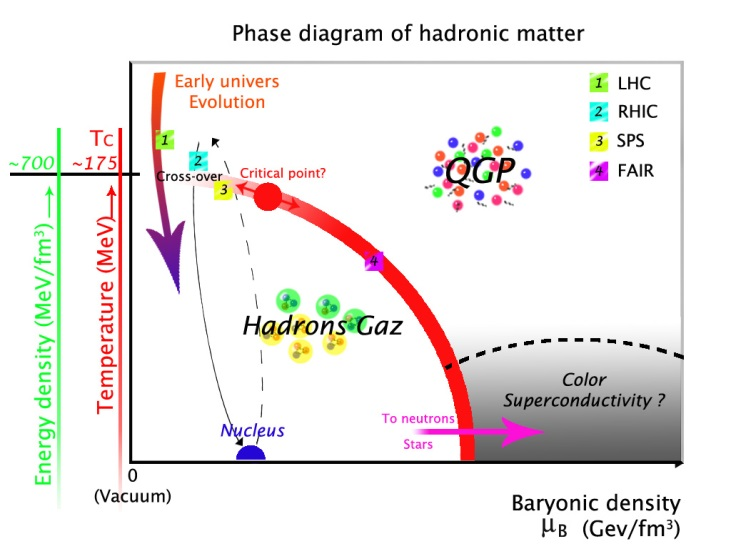 Phase diagram of hadronic matter
Early univers
Evolution
1 LHC
2 RHIC
3 SPS
4 FAIR
Tc
~700
~175
1
2
Cross-over
3
Critical point?
QGP
4
Energy density (MeV/fm³)
Temperature (MeV)
Hadrons Gaz
Color
Superconductivity ?
To neutrons
Stars
Nucleus
0
(Vacuum)
Baryonic density
μB (Gev/fm³)